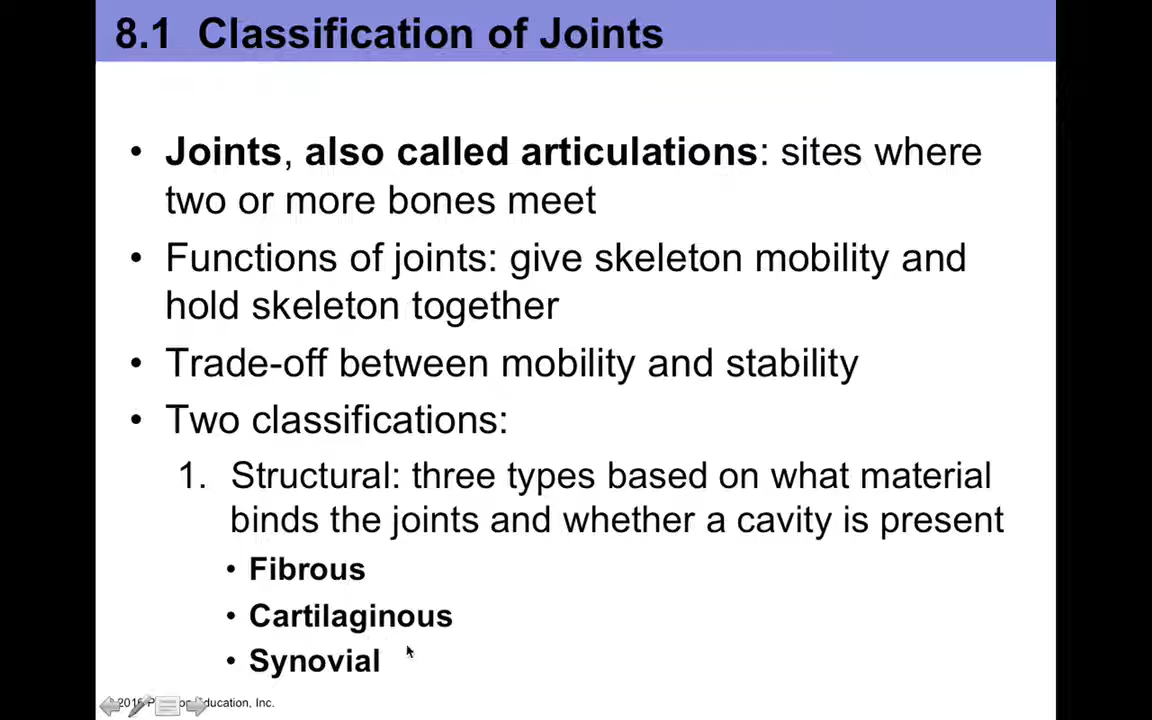 8.1 Classification of Joints
• Joints, also called articulations: sites where
two or more bones meet
• Functions of joints: give skeleton mobility and
hold skeleton together
• Trade-off between mobility and stability
• Two classifications:
1. Structural: three types based on what material
binds the joints and whether a cavity is present
• Fibrous
• Cartilaginous
• Synovial
Education, Inc.